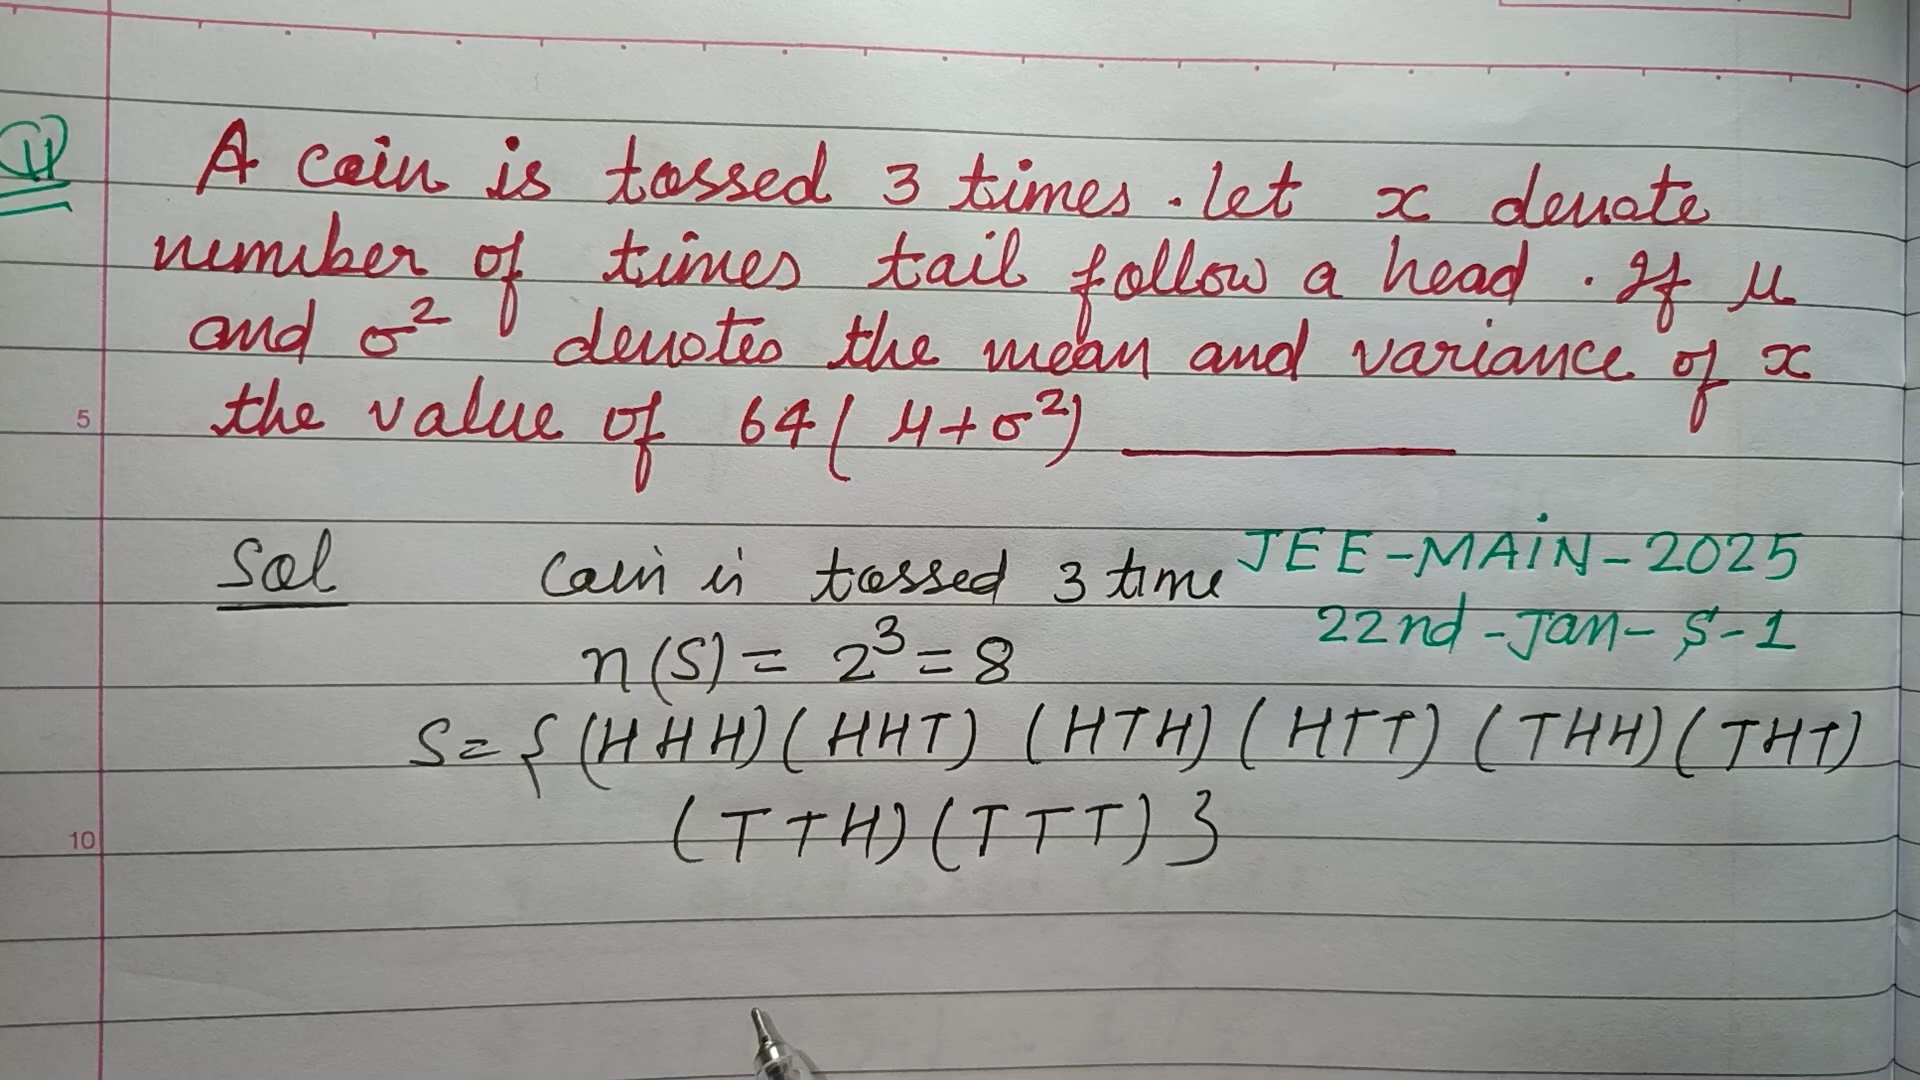 Q
A coin is tossed 3 times. let x denote
number of times tail follow a head. If μ
and σ² denotes the mean and variance of x
the value of 64(μ+σ²) ________
5
Sol Coin is tossed 3 time JEE-MAIN-2025
n(S) = 2³ = 8 22nd-Jan-S-1
S = { (HHH) (HHT) (HTH) (HTT) (THH) (THT)
(TTH) (TTT) }
10